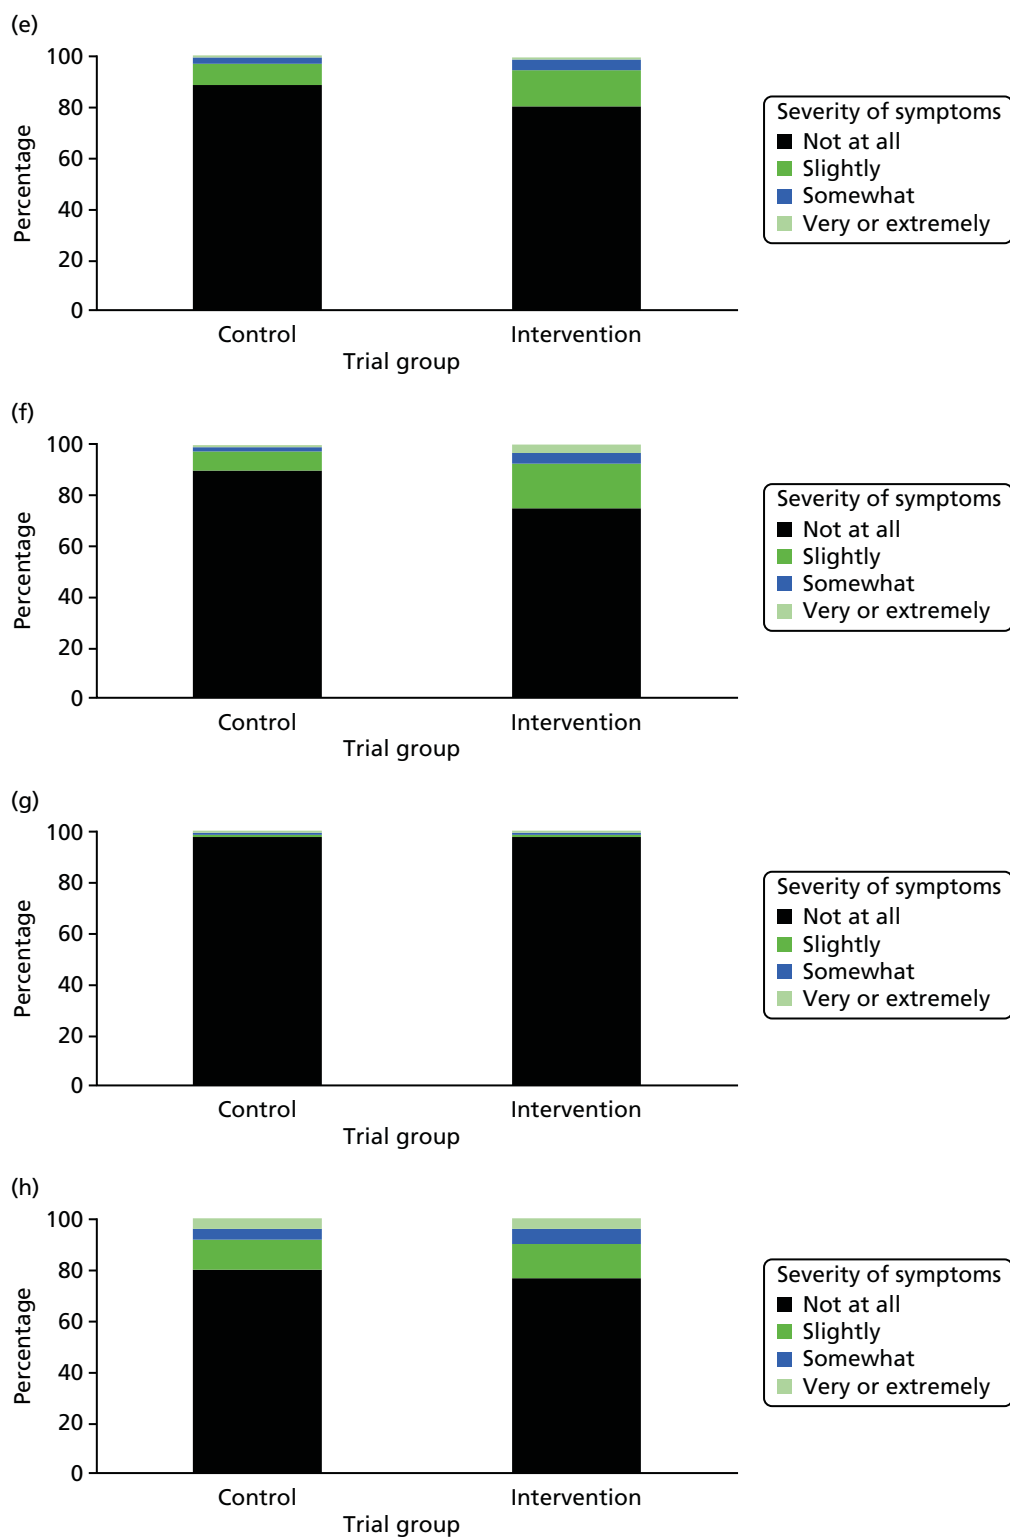 (e)
100
80
60
40
20
0
Percentage
Control
Intervention
Trial group
Severity of symptoms
Not at all
Slightly
Somewhat
Very or extremely
(f)
100
80
60
40
20
0
Percentage
Control
Intervention
Trial group
Severity of symptoms
Not at all
Slightly
Somewhat
Very or extremely
(g)
100
80
60
40
20
0
Percentage
Control
Intervention
Trial group
Severity of symptoms
Not at all
Slightly
Somewhat
Very or extremely
(h)
100
80
60
40
20
0
Percentage
Control
Intervention
Trial group
Severity of symptoms
Not at all
Slightly
Somewhat
Very or extremely